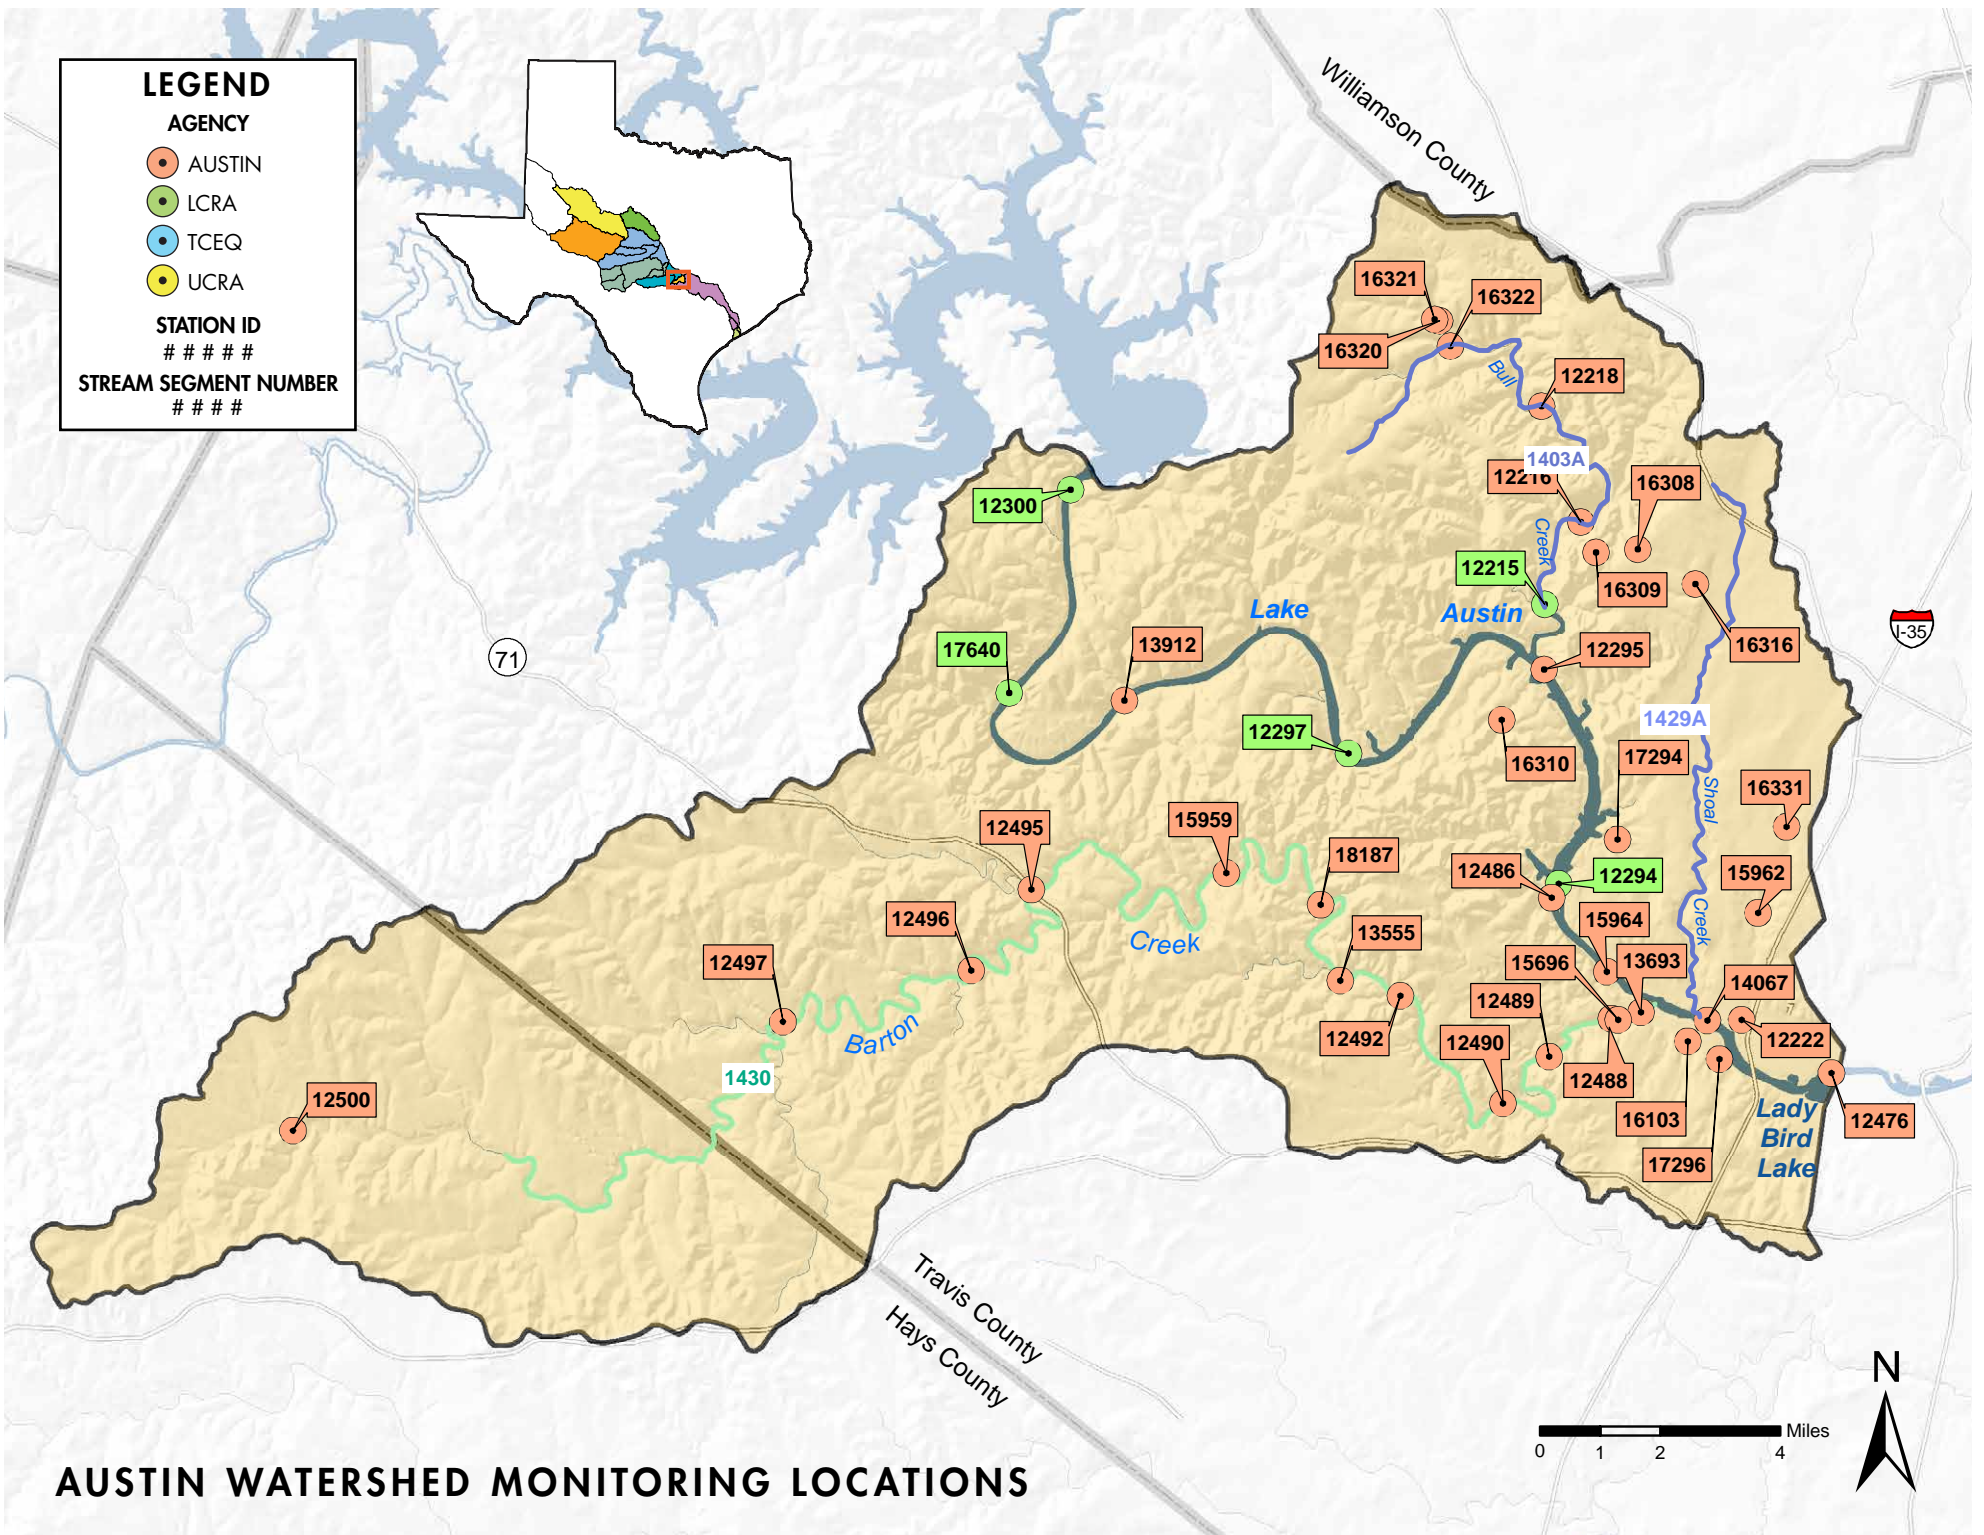 LEGEND
AGENCY
AUSTIN
LCRA
TCEQ
UCRA
STATION ID
# # # # #
STREAM SEGMENT NUMBER
# # # #
Williamson County
16321
16322
16320
Bull
12218
1403A
12216
16308
12300
Creek
12215
16309
Lake
Austin
I-35
17640
13912
16316
12295
71
1429A
12297
16310
17294
Shoal
16331
12495
15959
18187
12486
12294
15962
12496
15964
Creek
Creek
13555
12497
15696
13693
14067
12489
Barton
12492
12490
12222
1430
12488
12500
16103
Lady
Bird
Lake
12476
17296
Travis County
Hays County
N
Miles
0 1 2 4
AUSTIN WATERSHED MONITORING LOCATIONS